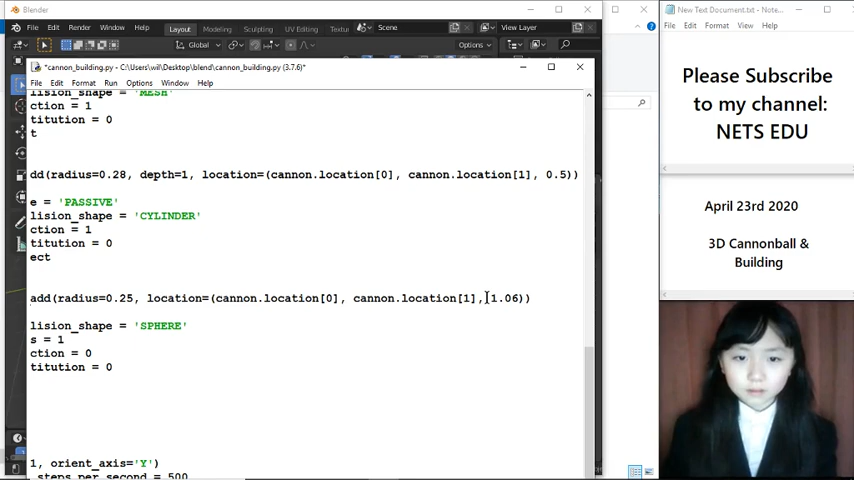 Blender
File Edit Render Window Help Layout Modeling Sculpting UV Editing Scene View Layer
Global Options
*cannon_building.py - C:\Users\wil\Desktop\blend\cannon_building.py (3.7.6)*
File Edit Format Run Options Window Help
lision_shape = 'MESH'
ction = 1
titution = 0
t
dd(radius=0.28, depth=1, location=(cannon.location[0], cannon.location[1], 0.5))
e = 'PASSIVE'
lision_shape = 'CYLINDER'
ction = 1
titution = 0
ect
add(radius=0.25, location=(cannon.location[0], cannon.location[1], 1.06))
lision_shape = 'SPHERE'
s = 1
ction = 0
titution = 0
1, orient_axis='Y')
steps_per_second = 500
New Text Document.txt - Note...
File Edit Format View Help
Please Subscribe
to my channel:
NETS EDU
April 23rd 2020
3D Cannonball &
Building